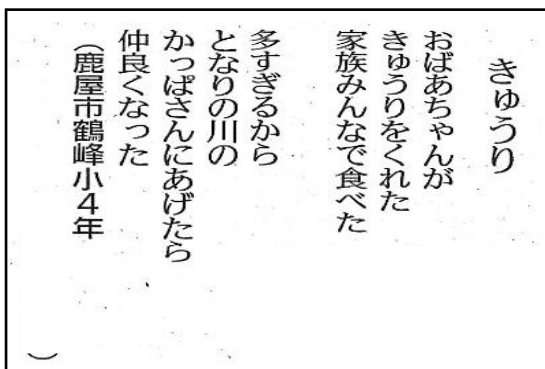 きゅうり
おばあちゃんが
きゅうりをくれた
家族みんなで食べた
多すぎるから
となりの川の
かっぱさんにあげたら
仲良くなった
(鹿屋市鶴峰小4年 )